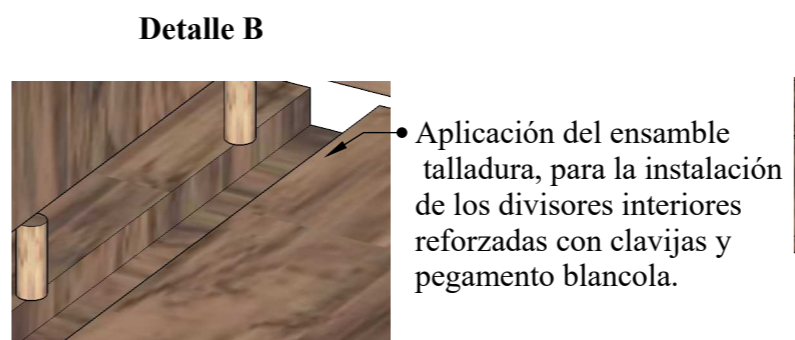 Detalle B
Aplicación del ensamble
talladura, para la instalación
de los divisores interiores
reforzadas con clavijas y
pegamento blancola.